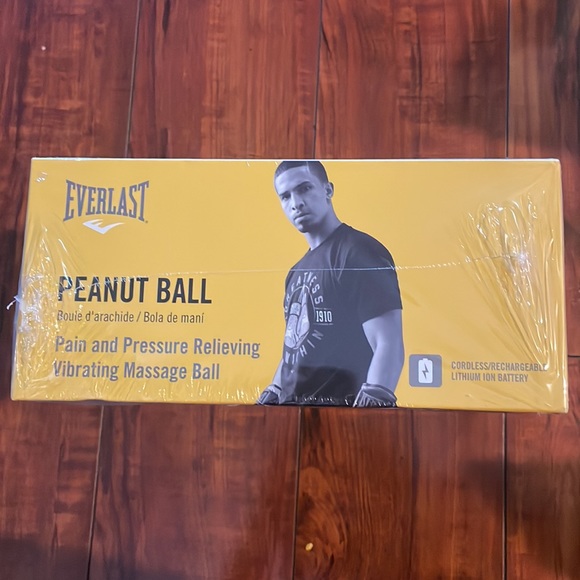 EVERLAST
PEANUT BALL
Boule d'arachide / Bola de maní
Pain and Pressure Relieving
Vibrating Massage Ball
1910
CORDLESS/RECHARGEABLE
LITHIUM ION BATTERY